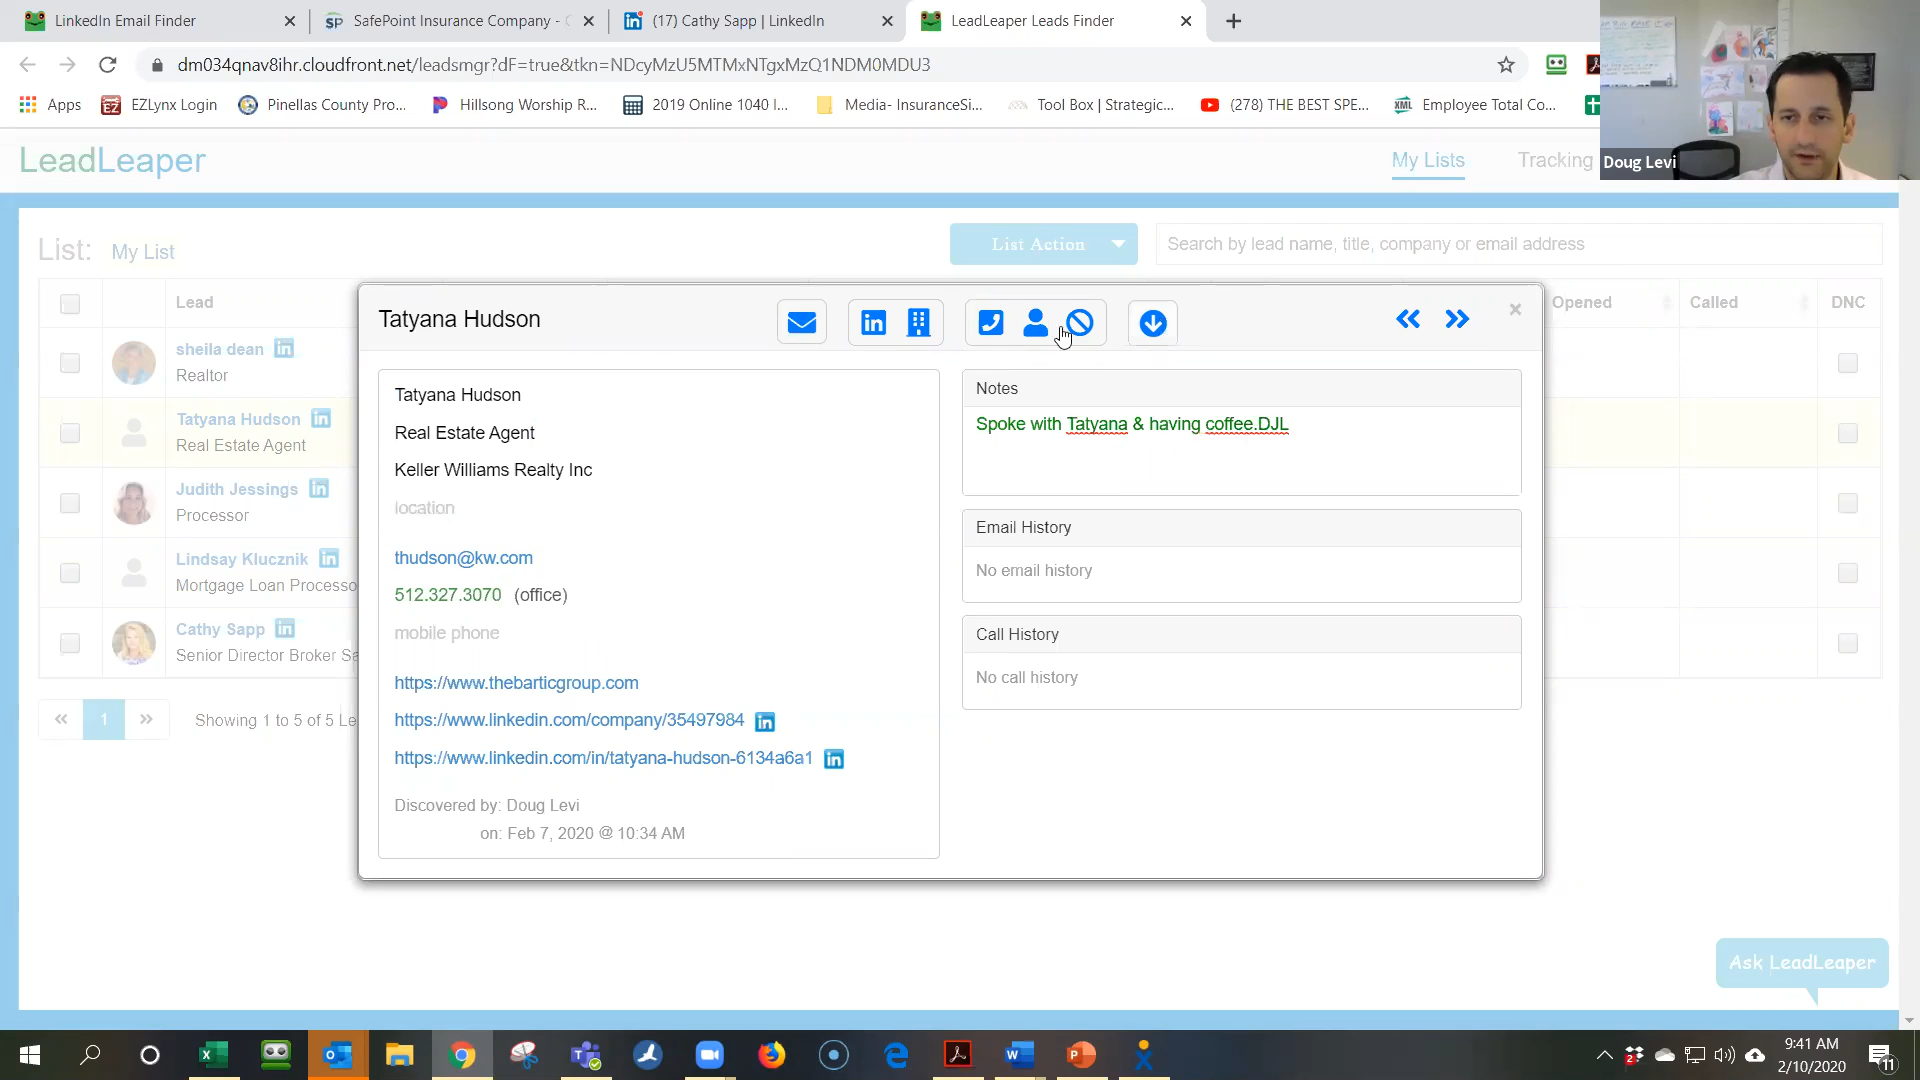 LinkedIn Email Finder
SafePoint Insurance Company -
(17) Cathy Sapp | LinkedIn
LeadLeaper Leads Finder
dm034qnav8ihr.cloudfront.net/leadsmgr?dF=true&tkn=NDcyMzU5MTMxNTgxMzQ1NDM0MDU3
Apps
EZLynx Login
Pinellas County Pro...
Hillsong Worship R...
2019 Online 1040 I...
Media- InsuranceSi...
Tool Box | Strategic...
(278) THE BEST SPE...
Employee Total Co...
LeadLeaper
My Lists
Tracking
Doug Levi
List: My List
List Action
Search by lead name, title, company or email address
Lead
Opened
Called
DNC
sheila dean
Realtor
Tatyana Hudson
Real Estate Agent
Judith Jessings
Processor
Lindsay Klucznik
Mortgage Loan Processo
Cathy Sapp
Senior Director Broker Sa
« 1 »
Showing 1 to 5 of 5 Le
Tatyana Hudson
Tatyana Hudson
Real Estate Agent
Keller Williams Realty Inc
location
thudson@kw.com
512.327.3070 (office)
mobile phone
https://www.thebarticgroup.com
https://www.linkedin.com/company/35497984
https://www.linkedin.com/in/tatyana-hudson-6134a6a1
Discovered by: Doug Levi
on: Feb 7, 2020 @ 10:34 AM
Notes
Spoke with Tatyana & having coffee.DJL
Email History
No email history
Call History
No call history
Ask LeadLeaper
9:41 AM
2/10/2020
11